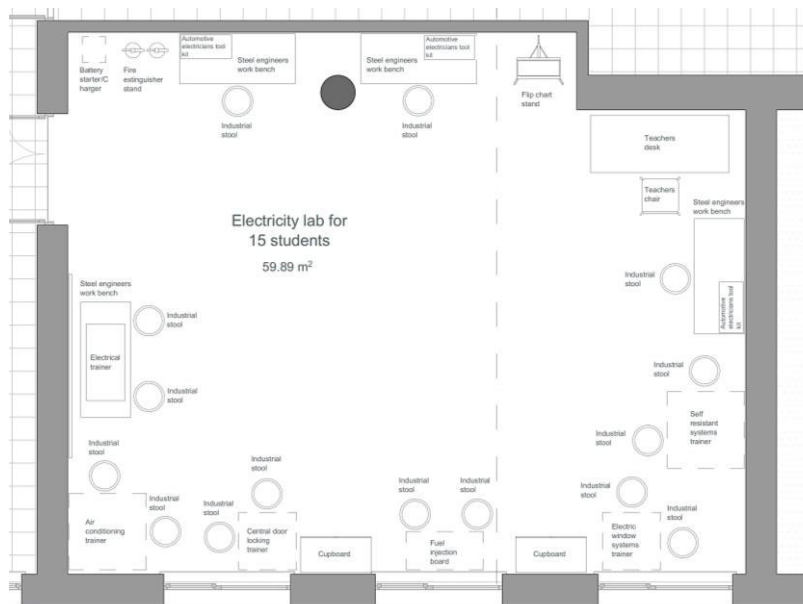 Automotive
electricians tool
kit
Steel engineers
work bench
Automotive
electricians tool
kit
Steel engineers
work bench
Battery
starter/C
harger
Fire
extinguisher
stand
Flip chart
stand
Industrial
stool
Industrial
stool
Teachers
desk
Teachers
chair
Steel engineers
work bench
Electricity lab for
15 students
59.89 m²
Industrial
stool
Automotive
electricians tool
kit
Steel engineers
work bench
Industrial
stool
Electrical
trainer
Industrial
stool
Industrial
stool
Self
resistant
systems
trainer
Industrial
stool
Industrial
stool
Industrial
stool
Industrial
stool
Industrial
stool
Industrial
stool
Industrial
stool
Industrial
stool
Industrial
stool
Air
conditioning
trainer
Central door
locking
trainer
Cupboard
Fuel
injection
board
Cupboard
Electric
window
systems
trainer